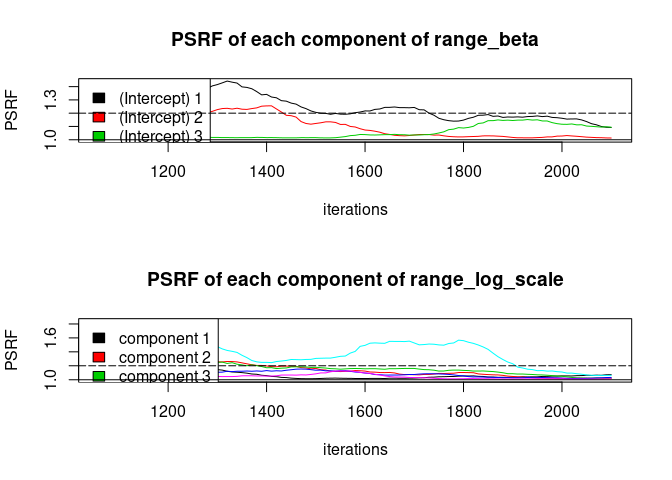 PSRF of each component of range_beta
PSRF
1.3
1.0
(Intercept) 1
(Intercept) 2
(Intercept) 3
1200 1400 1600 1800 2000
iterations
PSRF of each component of range_log_scale
PSRF
1.6
1.0
component 1
component 2
component 3
1200 1400 1600 1800 2000
iterations